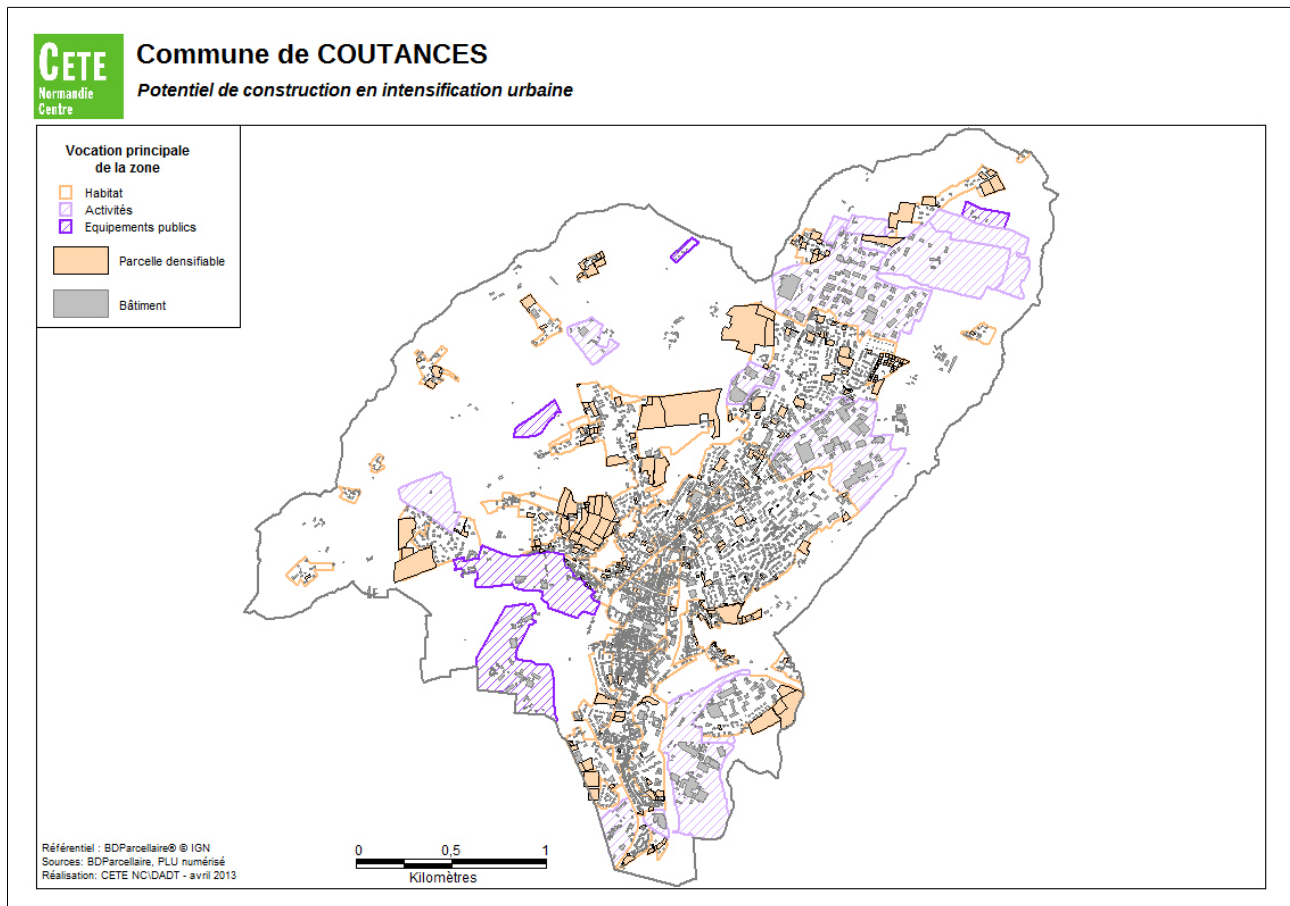 CETE
Normandie
Centre
Commune de COUTANCES
Potentiel de construction en intensification urbaine
Vocation principale
de la zone
Habitat
Activités
Equipements publics
Parcelle densifiable
Bâtiment
Référentiel : BDParcellaire® © IGN
Sources: BDParcellaire, PLU numérisé
Réalisation: CETE NC\DADT - avril 2013
0 0,5 1
Kilomètres